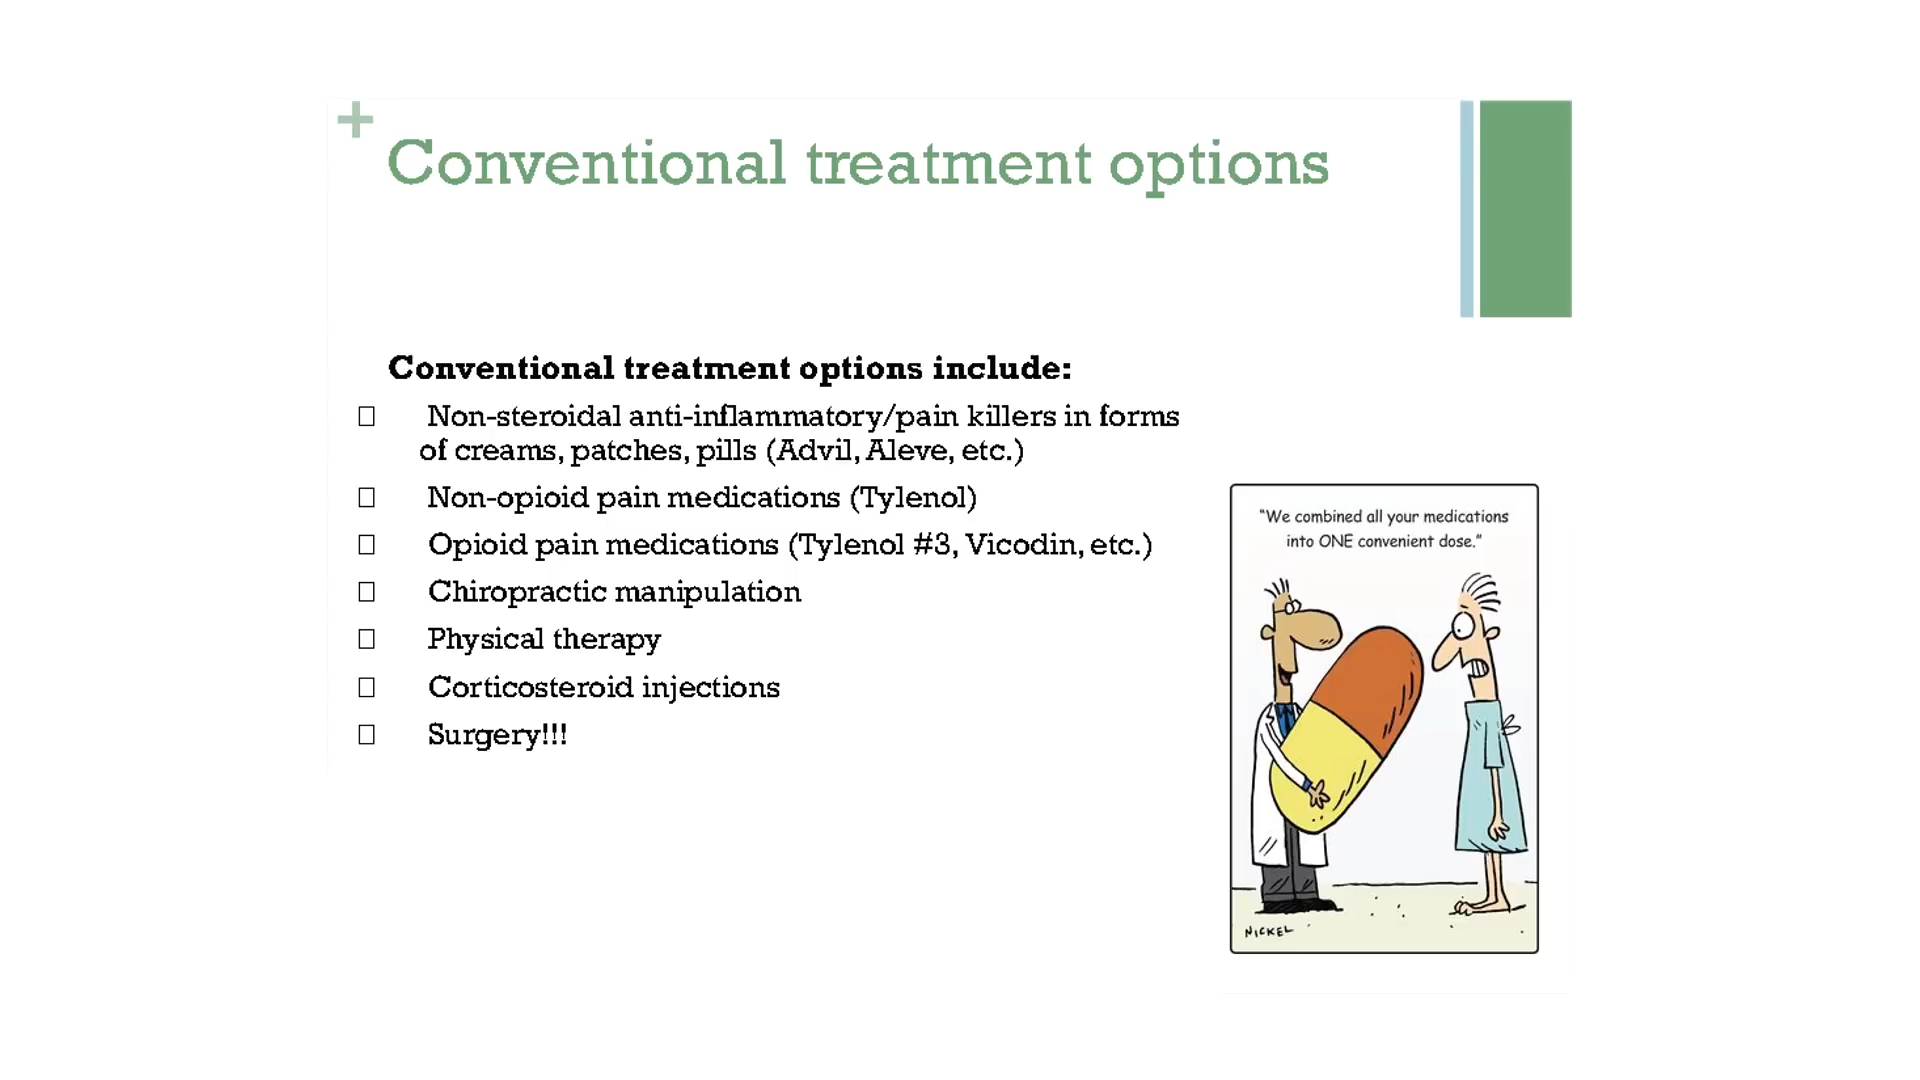 Conventional treatment options
Conventional treatment options include:
Non-steroidal anti-inflammatory/pain killers in forms
of creams, patches, pills (Advil, Aleve, etc.)
Non-opioid pain medications (Tylenol)
Opioid pain medications (Tylenol #3, Vicodin, etc.)
Chiropractic manipulation
Physical therapy
Corticosteroid injections
Surgery!!!
"We combined all your medications
into ONE convenient dose."
NICKEL